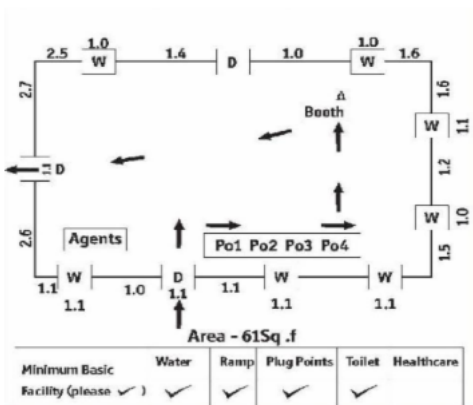 1.0 1.0
2.5 W 1.4 D 1.0 W 1.6
2.7 1.6
Booth W 1.1
1.1 D 1.2
W 1.0
2.6 Agents Po1 Po2 Po3 Po4 1.5
1.1 W 1.0 D 1.1 W W
1.1 1.1 1.1 1.1
Area - 61Sq .f
Minimum Basic Water Ramp Plug Points Toilet Healthcare
Facility (please ✓ ) ✓ ✓ ✓ ✓